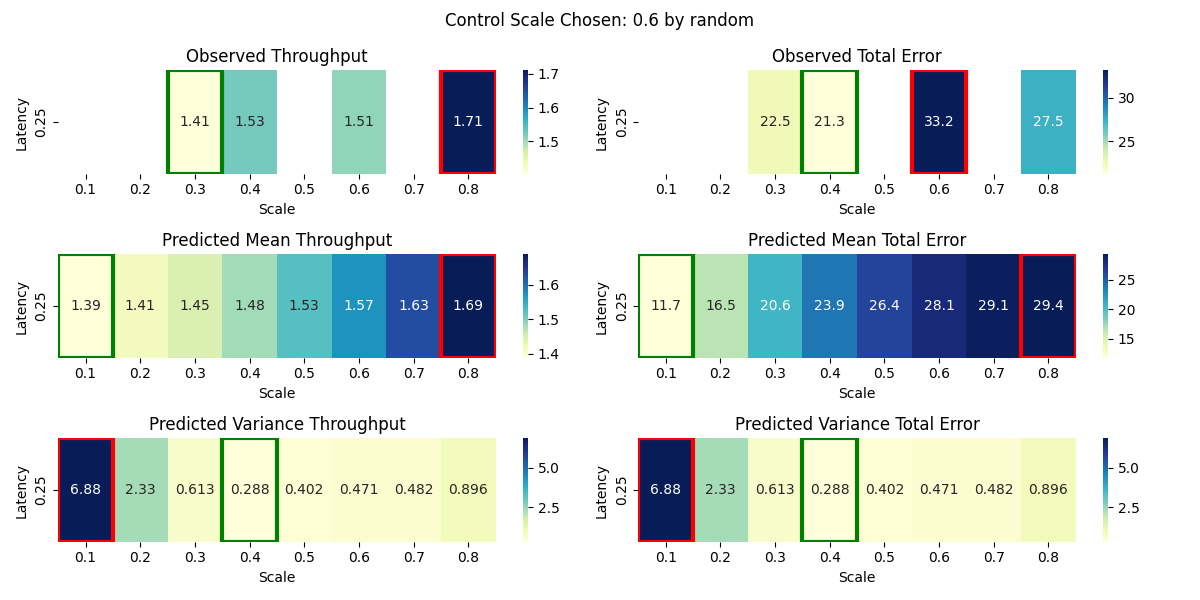 Control Scale Chosen: 0.6 by random
Observed Throughput
Latency
0.25
1.41 1.53 1.51 1.71
0.1 0.2 0.3 0.4 0.5 0.6 0.7 0.8
Scale
1.7
1.6
1.5
Observed Total Error
Latency
0.25
22.5 21.3 33.2 27.5
0.1 0.2 0.3 0.4 0.5 0.6 0.7 0.8
Scale
30
25
Predicted Mean Throughput
Latency
0.25
1.39 1.41 1.45 1.48 1.53 1.57 1.63 1.69
0.1 0.2 0.3 0.4 0.5 0.6 0.7 0.8
Scale
1.6
1.5
1.4
Predicted Mean Total Error
Latency
0.25
11.7 16.5 20.6 23.9 26.4 28.1 29.1 29.4
0.1 0.2 0.3 0.4 0.5 0.6 0.7 0.8
Scale
25
20
15
Predicted Variance Throughput
Latency
0.25
6.88 2.33 0.613 0.288 0.402 0.471 0.482 0.896
0.1 0.2 0.3 0.4 0.5 0.6 0.7 0.8
Scale
5.0
2.5
Predicted Variance Total Error
Latency
0.25
6.88 2.33 0.613 0.288 0.402 0.471 0.482 0.896
0.1 0.2 0.3 0.4 0.5 0.6 0.7 0.8
Scale
5.0
2.5